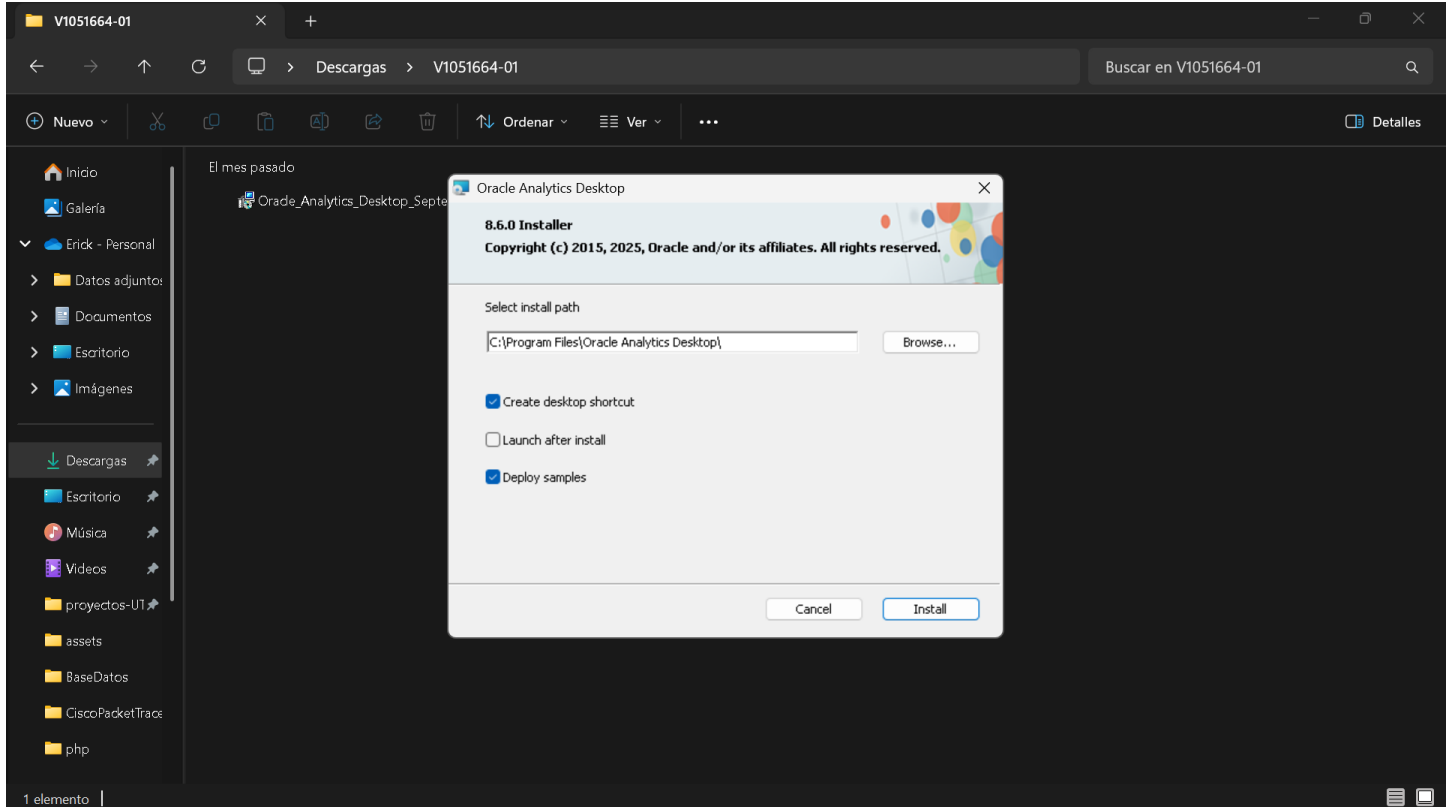 V1051664-01
Descargas > V1051664-01
Buscar en V1051664-01
Nuevo
Ordenar
Ver
Detalles
Inicio
Galería
Erick - Personal
Datos adjuntos
Documentos
Escritorio
Imágenes
Descargas
Escritorio
Música
Videos
proyectos-UT
assets
BaseDatos
CiscoPacketTrace
php
El mes pasado
Oracle_Analytics_Desktop_Septe
Oracle Analytics Desktop
8.6.0 Installer
Copyright (c) 2015, 2025, Oracle and/or its affiliates. All rights reserved.
Select install path
C:\Program Files\Oracle Analytics Desktop\
Browse...
Create desktop shortcut
Launch after install
Deploy samples
Cancel
Install
1 elemento